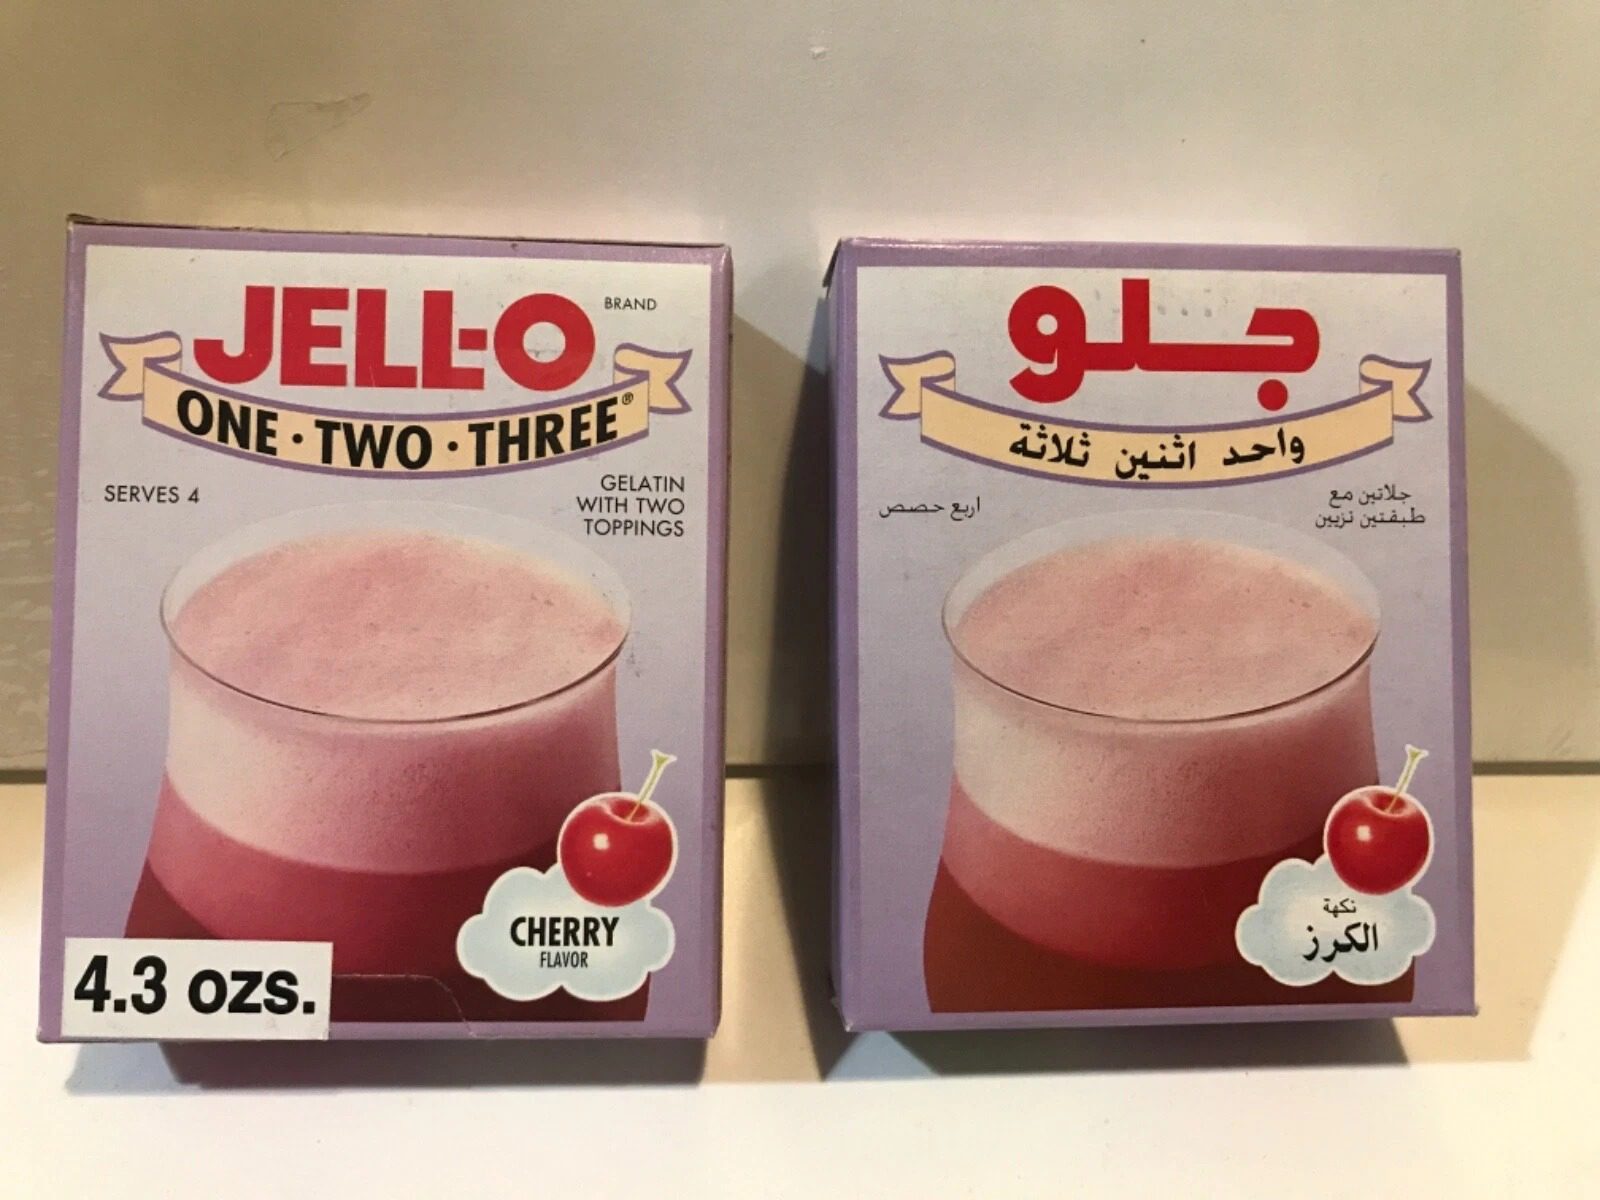 JELL-O BRAND
ONE · TWO · THREE®
SERVES 4
GELATIN
WITH TWO
TOPPINGS
CHERRY
FLAVOR
4.3 ozs.
جلو
واحد اثنين ثلاثة
جلاتين مع
طبقتين تزيين
اربع حصص
نكهة
الكرز